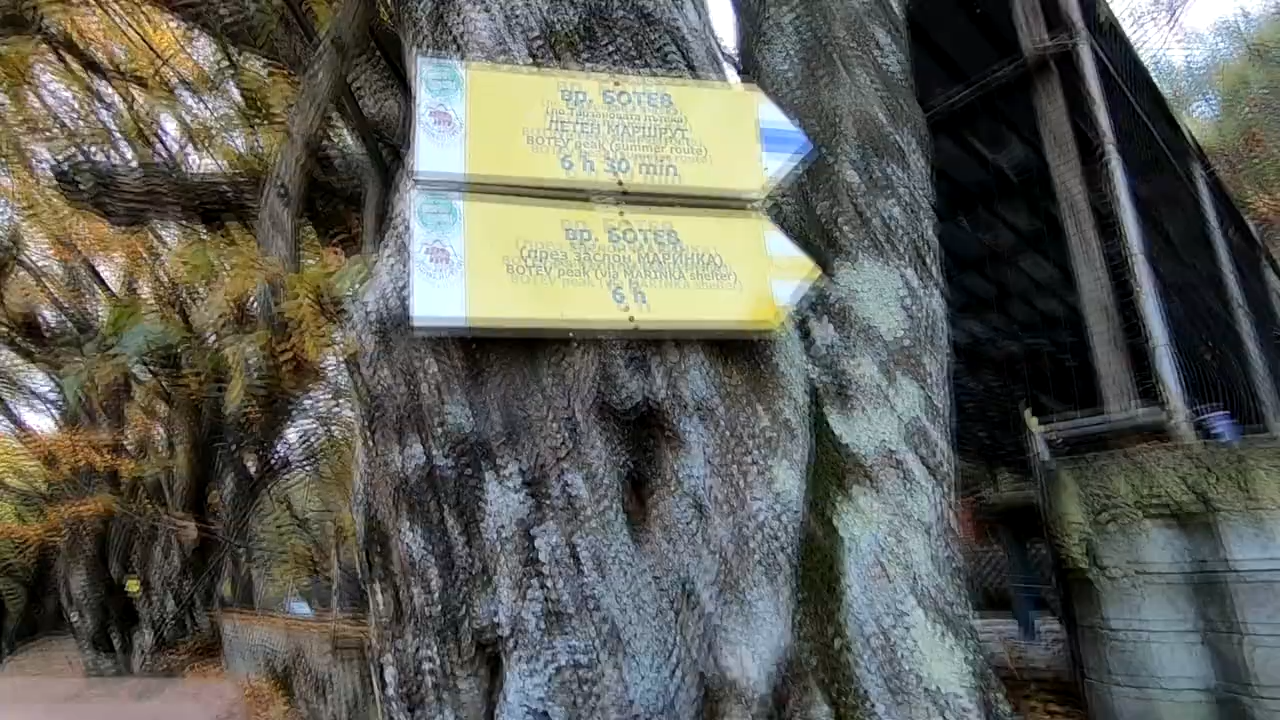 вр. БОТЕВ
ЛЕТЕН МАРШРУТ
BOTEV peak (summer route)
6 h 30 min
вр. БОТЕВ
(през заслон МАРИНКА)
BOTEV peak (via MARINKA shelter)
6 h